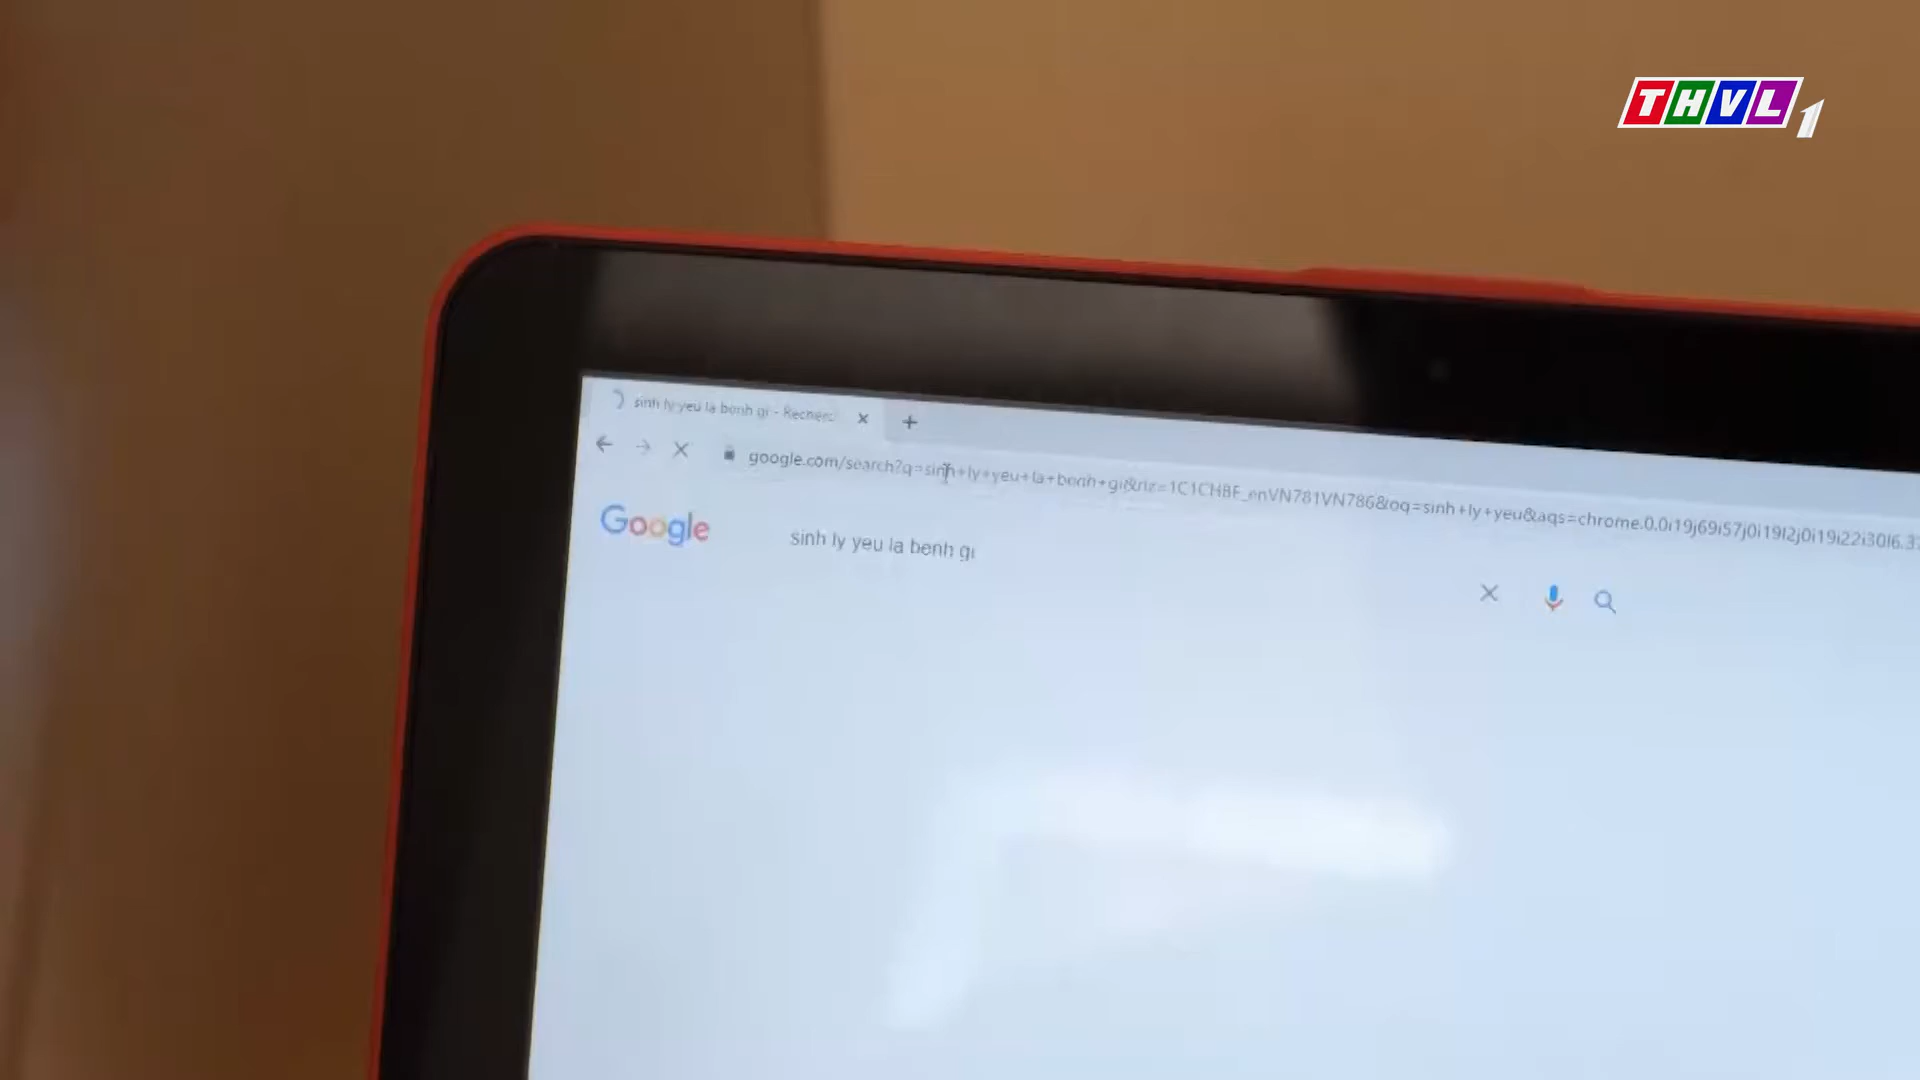 THVL1
sinh ly yeu la benh gi - Recherc
google.com/search?q=sinh+ly+yeu+la+benh+gi&rlz=1C1CHBF_enVN781VN786&oq=sinh+ly+yeu&aqs=chrome.0.0i19j69i57j0i19l2j0i19i22i30l6.3
Google
sinh ly yeu la benh gi